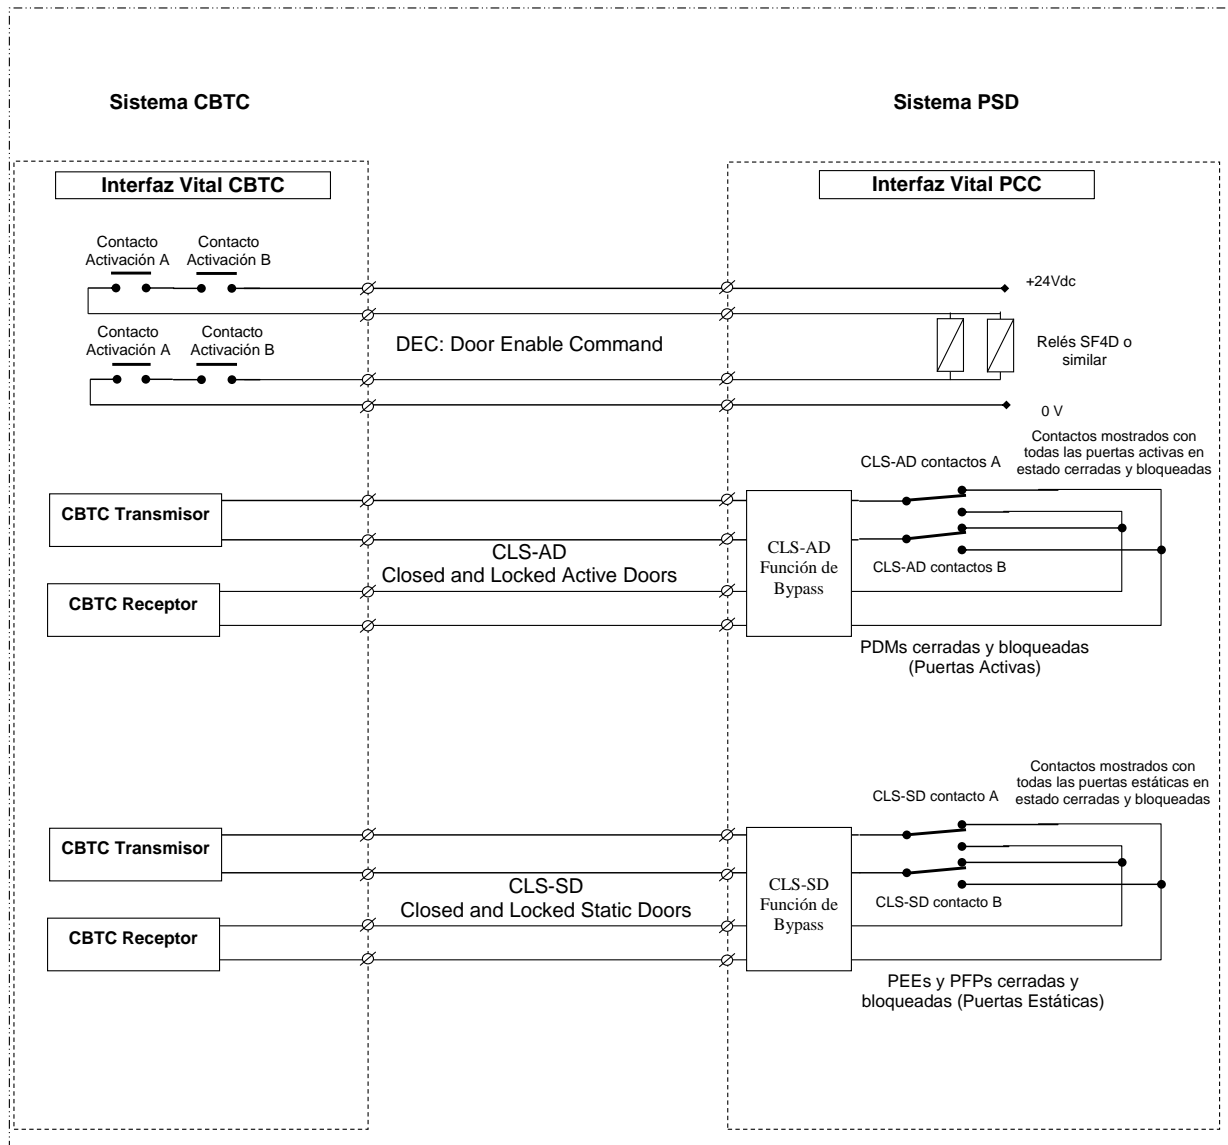 Sistema CBTC
Sistema PSD
Interfaz Vital CBTC
Interfaz Vital PCC
Contacto
Activación A
Contacto
Activación B
+24Vdc
Contacto
Activación A
Contacto
Activación B
DEC: Door Enable Command
Relés SF4D o
similar
0 V
Contactos mostrados con
todas las puertas activas en
estado cerradas y bloqueadas
CLS-AD contactos A
CBTC Transmisor
CLS-AD
Closed and Locked Active Doors
CLS-AD
Función de
Bypass
CLS-AD contactos B
CBTC Receptor
PDMs cerradas y bloqueadas
(Puertas Activas)
Contactos mostrados con
todas las puertas estáticas en
estado cerradas y bloqueadas
CLS-SD contacto A
CBTC Transmisor
CLS-SD
Closed and Locked Static Doors
CLS-SD
Función de
Bypass
CLS-SD contacto B
CBTC Receptor
PEEs y PFPs cerradas y
bloqueadas (Puertas Estáticas)